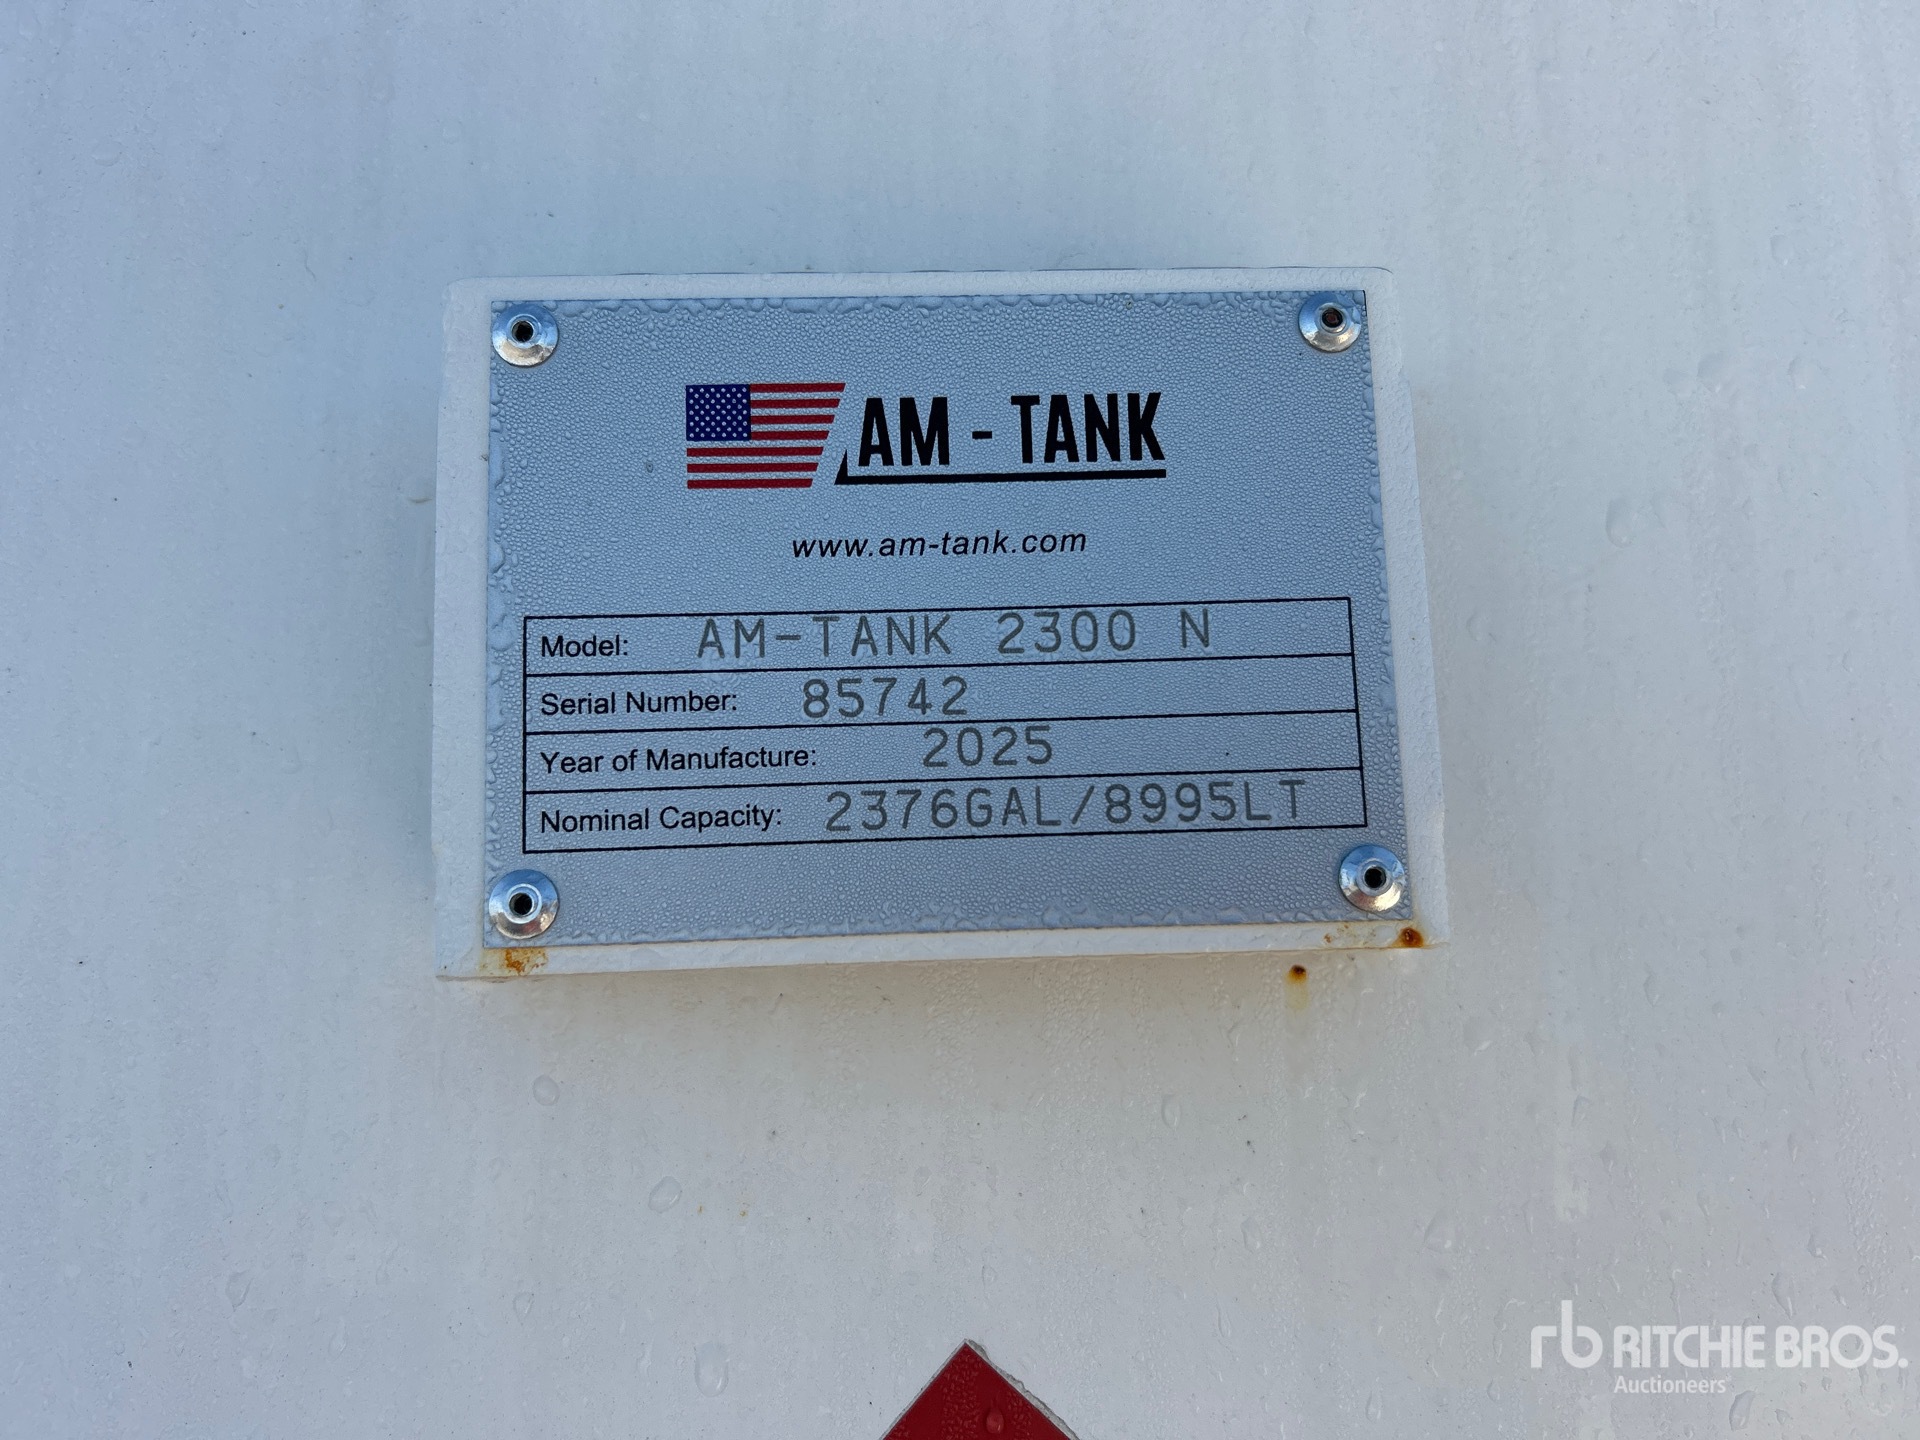 AM - TANK
www.am-tank.com
Model: AM-TANK 2300 N
Serial Number: 85742
Year of Manufacture: 2025
Nominal Capacity: 2376GAL/8995LT
rb RITCHIE BROS.
Auctioneers